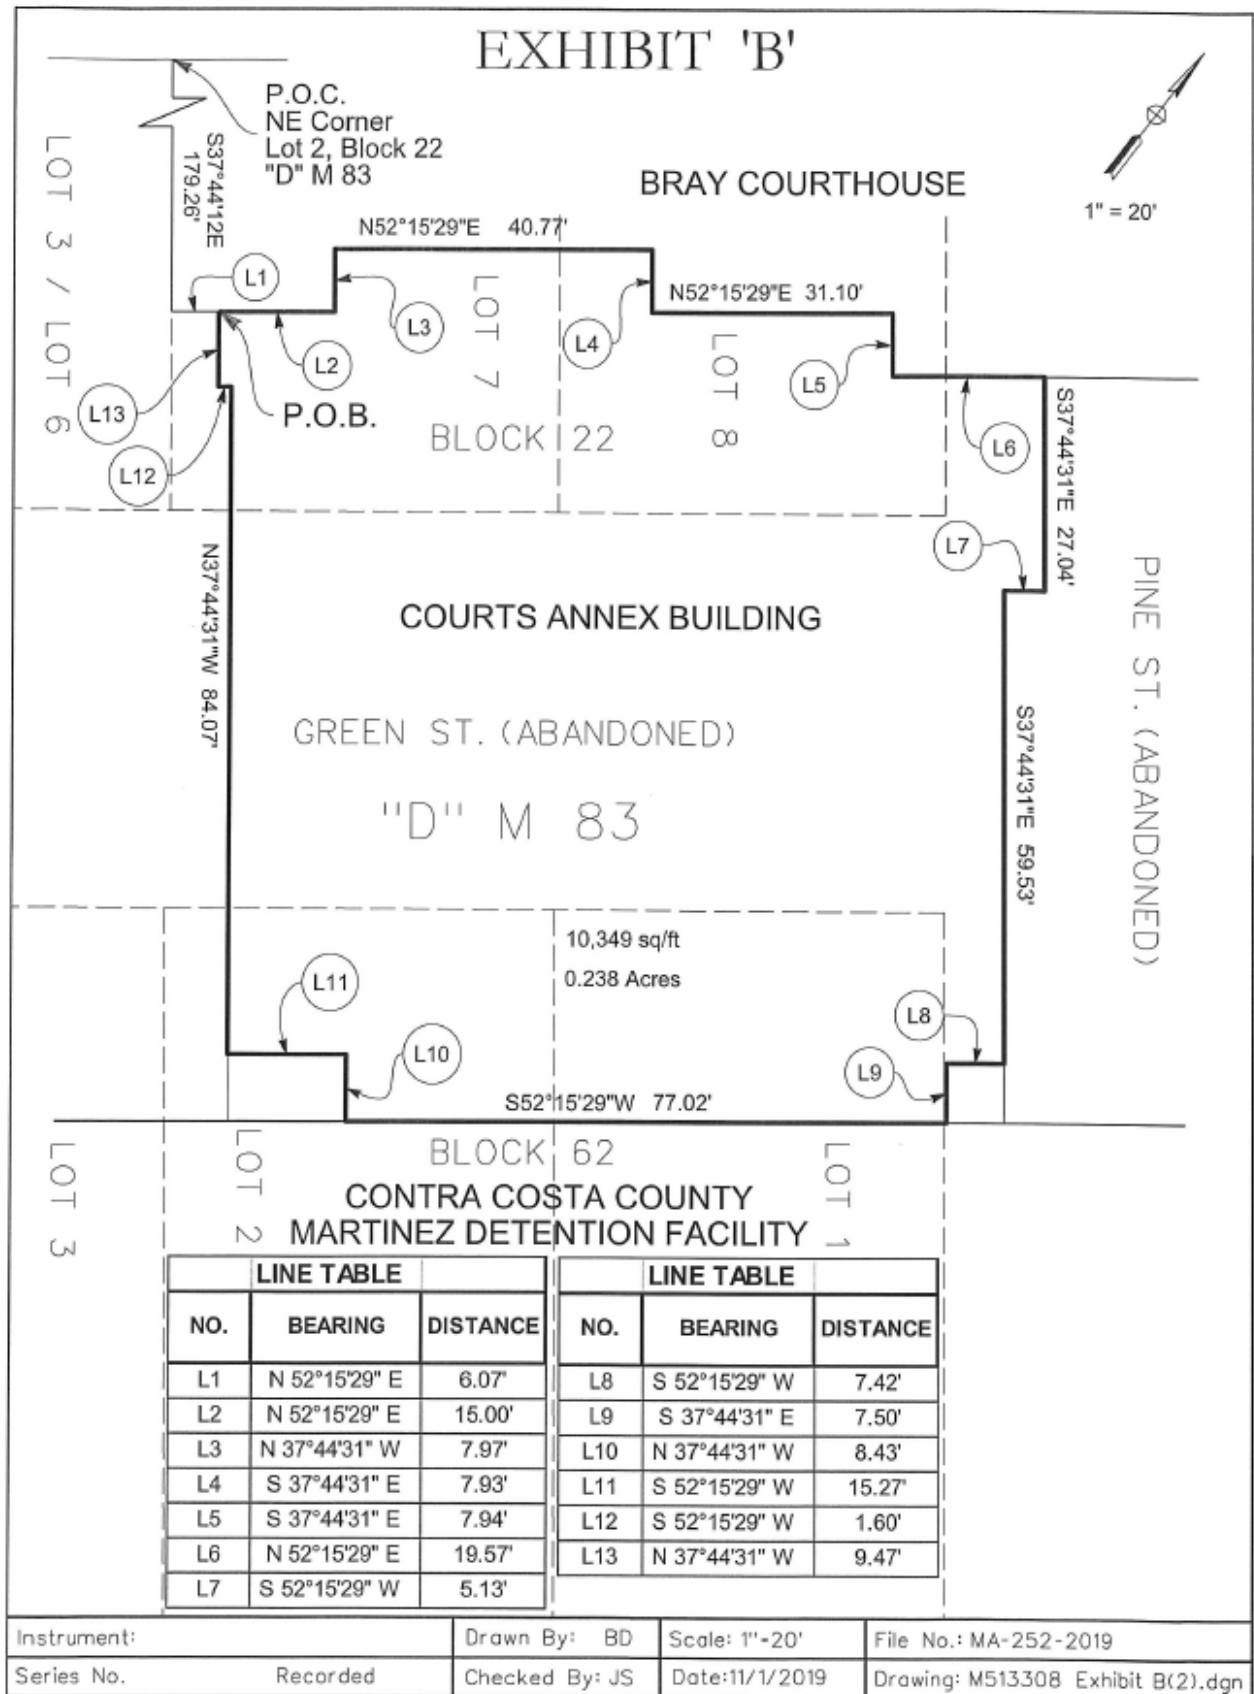 EXHIBIT 'B'
P.O.C.
NE Corner
Lot 2, Block 22
"D" M 83
S37°44'12E
179.26'
LOT 3 / LOT 6
BRAY COURTHOUSE
1" = 20'
N52°15'29"E 40.77'
L1
L3
LOT 7
L4
N52°15'29"E 31.10'
L2
LOT 8
L5
L13
P.O.B.
BLOCK 22
L6
S37°44'31"E 27.04'
L12
L7
N37°44'31"W 84.07'
COURTS ANNEX BUILDING
PINE ST. (ABANDONED)
GREEN ST. (ABANDONED)
S37°44'31"E 59.53'
"D" M 83
10,349 sq/ft
0.238 Acres
L11
L8
L10
L9
S52°15'29"W 77.02'
LOT 3
LOT 2
BLOCK 62
LOT 1
CONTRA COSTA COUNTY
MARTINEZ DETENTION FACILITY
LINE TABLE
NO. BEARING DISTANCE
L1 N 52°15'29" E 6.07'
L2 N 52°15'29" E 15.00'
L3 N 37°44'31" W 7.97'
L4 S 37°44'31" E 7.93'
L5 S 37°44'31" E 7.94'
L6 N 52°15'29" E 19.57'
L7 S 52°15'29" W 5.13'
LINE TABLE
NO. BEARING DISTANCE
L8 S 52°15'29" W 7.42'
L9 S 37°44'31" E 7.50'
L10 N 37°44'31" W 8.43'
L11 S 52°15'29" W 15.27'
L12 S 52°15'29" W 1.60'
L13 N 37°44'31" W 9.47'
Instrument: Drawn By: BD Scale: 1"-20' File No.: MA-252-2019
Series No. Recorded Checked By: JS Date:11/1/2019 Drawing: M513308 Exhibit B(2).dgn